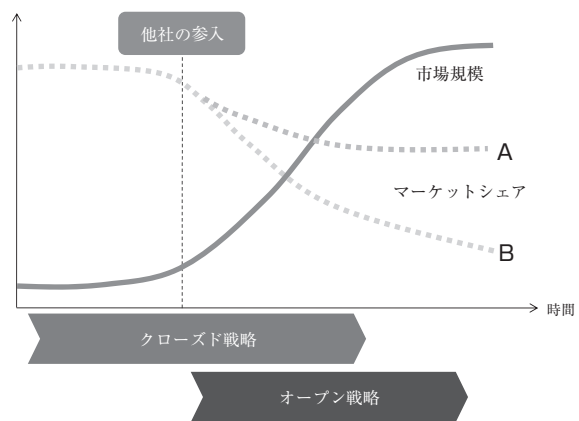 他社の参入
市場規模
A
マーケットシェア
B
時間
クローズド戦略
オープン戦略